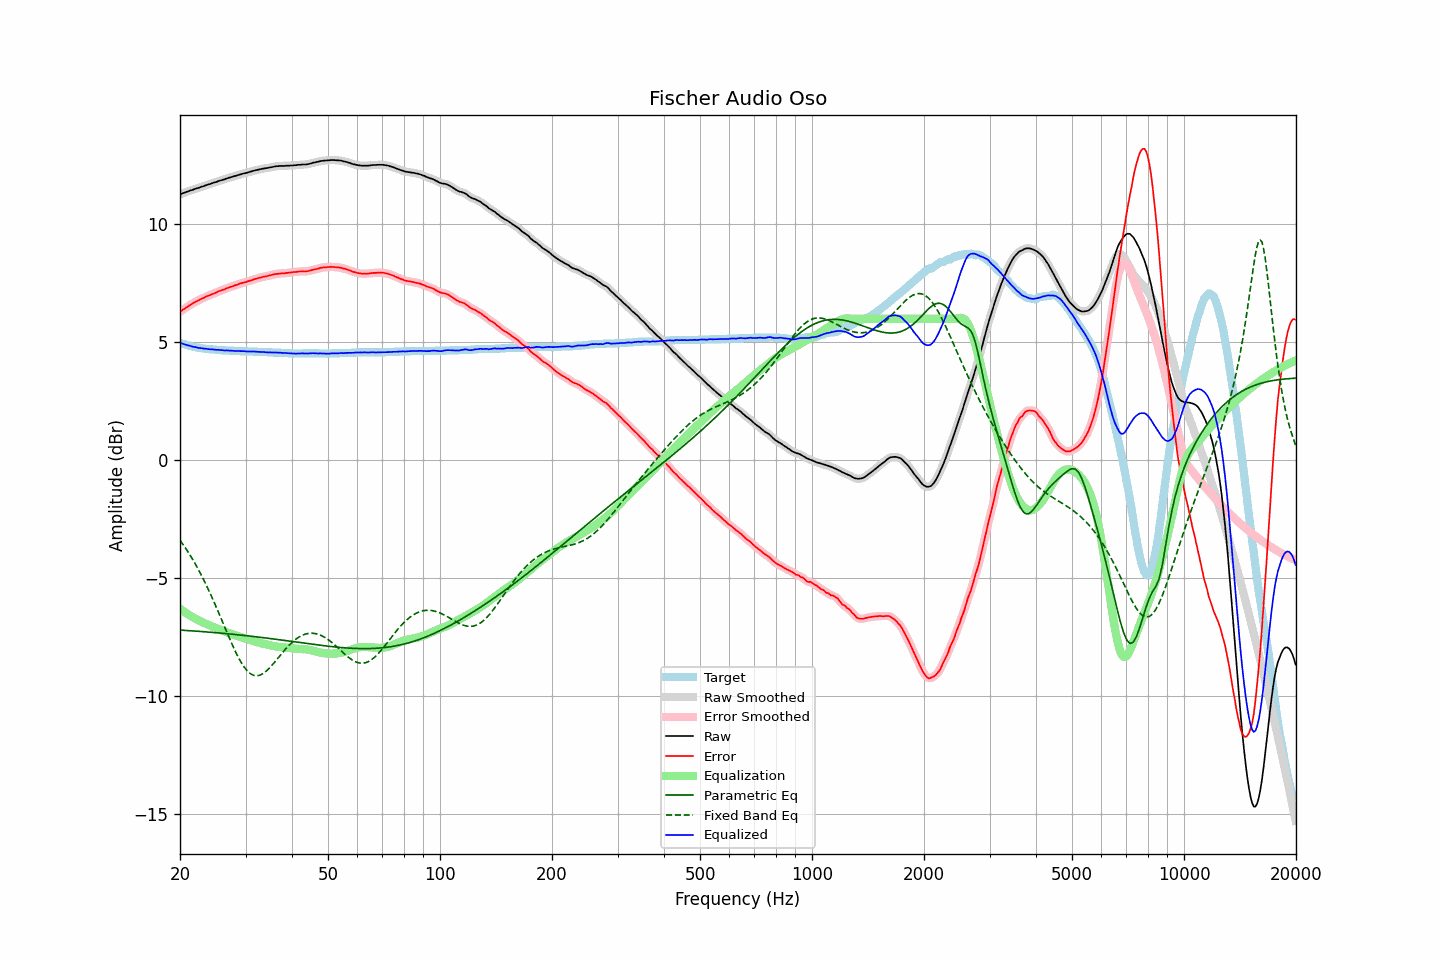 Fischer Audio Oso
Amplitude (dBr)
10
5
0
−5
−10
−15
Target
Raw Smoothed
Error Smoothed
Raw
Error
Equalization
Parametric Eq
Fixed Band Eq
Equalized
20 50 100 200 500 1000 2000 5000 10000 20000
Frequency (Hz)